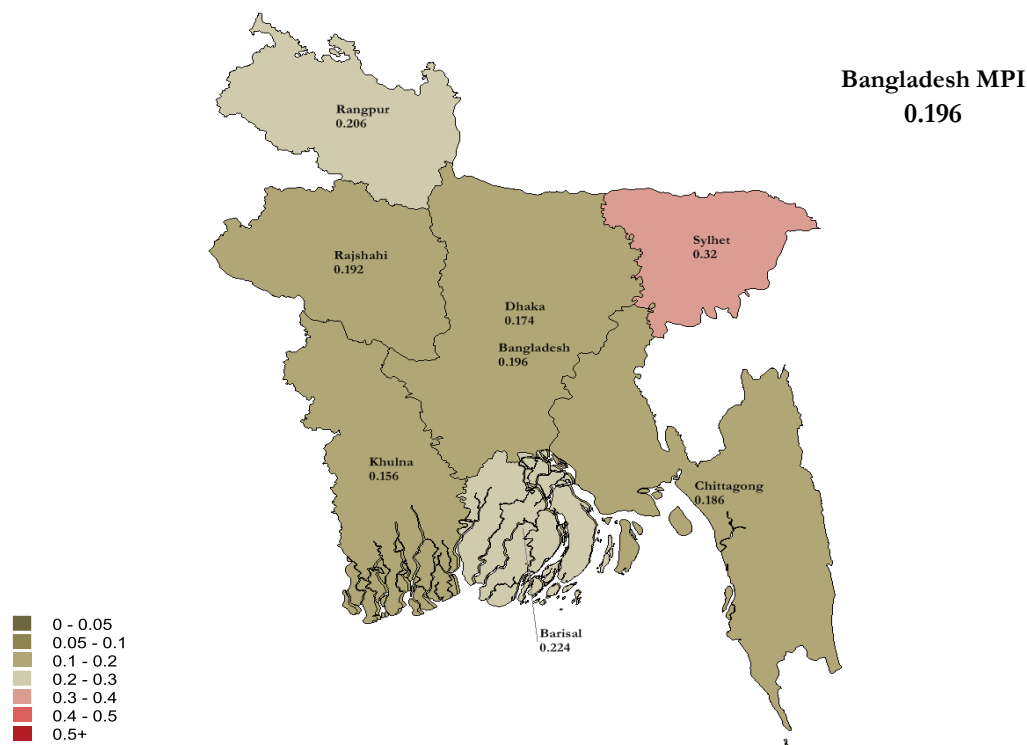 Bangladesh MPI
0.196
Rangpur
0.206
Sylhet
0.32
Rajshahi
0.192
Dhaka
0.174
Bangladesh
0.196
Khulna
0.156
Chittagong
0.186
Barisal
0.224
0 - 0.05
0.05 - 0.1
0.1 - 0.2
0.2 - 0.3
0.3 - 0.4
0.4 - 0.5
0.5+